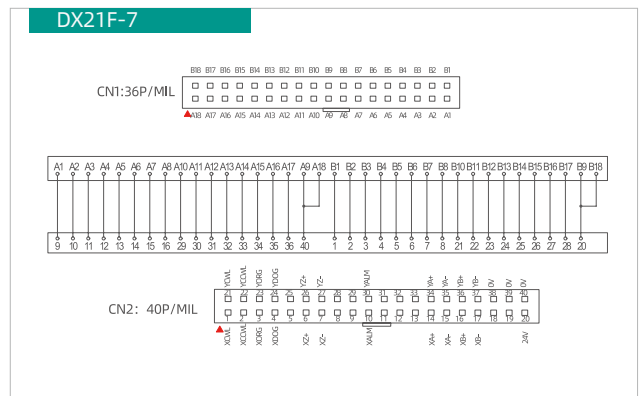 DX21F-7
B18 B17 B16 B15 B14 B13 B12 B11 B10 B9 B8 B7 B6 B5 B4 B3 B2 B1
CN1:36P/MIL
A18 A17 A16 A15 A14 A13 A12 A11 A10 A9 A8 A7 A6 A5 A4 A3 A2 A1
A1 A2 A3 A4 A5 A6 A7 A8 A10 A11 A12 A13 A14 A15 A16 A17 A9 A18 B1 B2 B3 B4 B5 B6 B7 B8 B10 B11 B12 B13 B14 B15 B16 B17 B9 B18
9 10 11 12 13 14 15 16 29 30 31 32 33 34 35 36 40 1 2 3 4 5 6 7 8 21 22 23 24 25 26 27 28 20
YCWL YCCWL YORG YDOG YZ+ YZ- YALM YA+ YA- YB+ YB- 0V 0V 0V
21 22 23 24 25 26 27 28 29 30 31 32 33 34 35 36 37 38 39 40
CN2: 40P/MIL
1 2 3 4 5 6 7 8 9 10 11 12 13 14 15 16 17 18 19 20
XCWL XCCWL XORG XDOG XZ+ XZ- XALM XA+ XA- XB+ XB- 24V